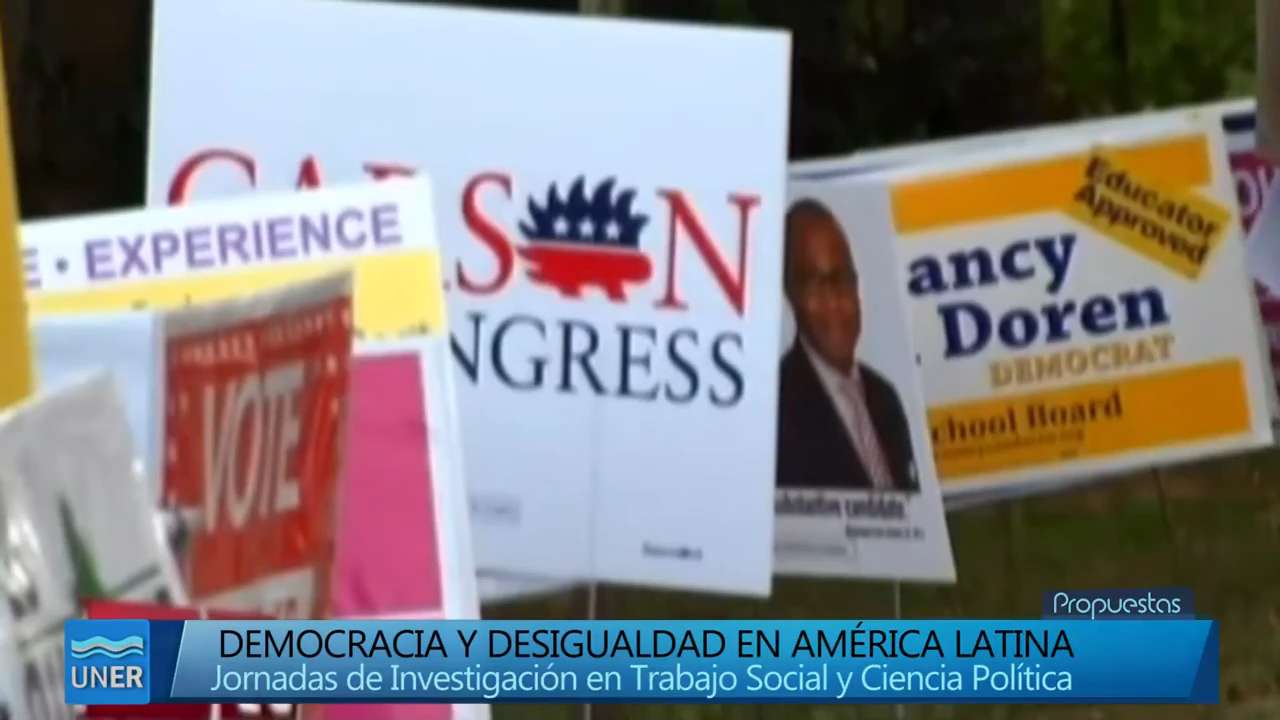 CARSON
NGRESS
E • EXPERIENCE
VOTE
Educator
Approved
ancy
Doren
DEMOCRAT
chool Board
Propuestas
UNER
DEMOCRACIA Y DESIGUALDAD EN AMÉRICA LATINA
Jornadas de Investigación en Trabajo Social y Ciencia Política